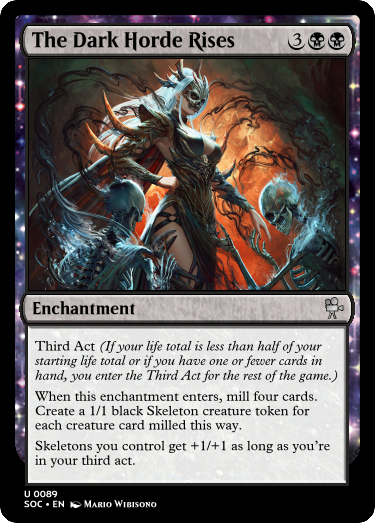 The Dark Horde Rises 3
Enchantment
Third Act (If your life total is less than half of your
starting life total or if you have one or fewer cards in
hand, you enter the Third Act for the rest of the game.)
When this enchantment enters, mill four cards.
Create a 1/1 black Skeleton creature token for
each creature card milled this way.
Skeletons you control get +1/+1 as long as you're
in your third act.
U 0089
SOC • EN Mario Wibisono